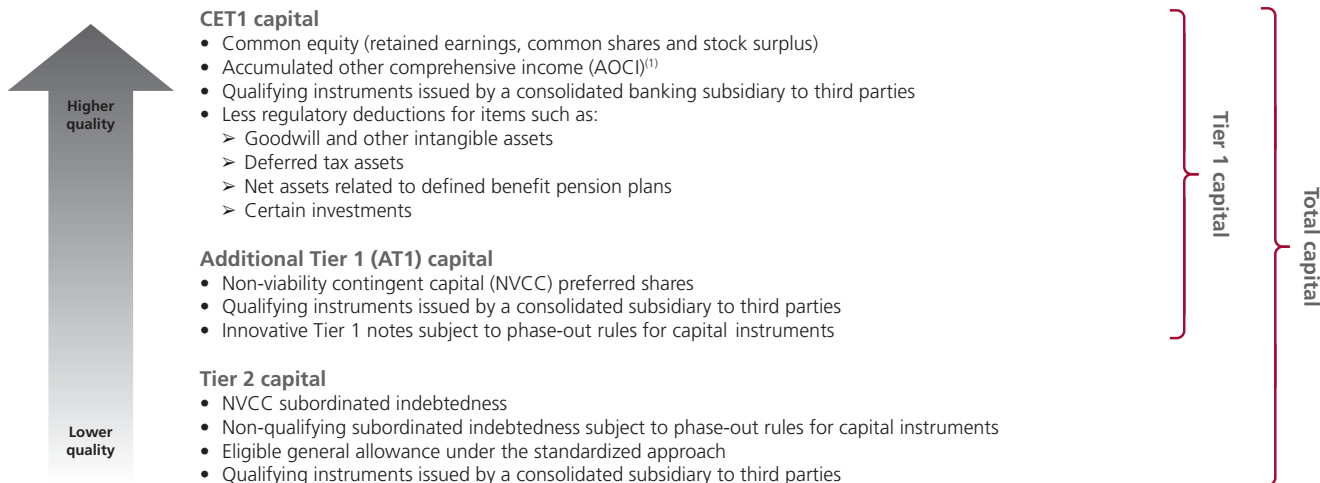 CET1 capital
• Common equity (retained earnings, common shares and stock surplus)
• Accumulated other comprehensive income (AOCI)(1)
• Qualifying instruments issued by a consolidated banking subsidiary to third parties
• Less regulatory deductions for items such as:
➢ Goodwill and other intangible assets
➢ Deferred tax assets
➢ Net assets related to defined benefit pension plans
➢ Certain investments
Additional Tier 1 (AT1) capital
• Non-viability contingent capital (NVCC) preferred shares
• Qualifying instruments issued by a consolidated subsidiary to third parties
• Innovative Tier 1 notes subject to phase-out rules for capital instruments
Tier 2 capital
• NVCC subordinated indebtedness
• Non-qualifying subordinated indebtedness subject to phase-out rules for capital instruments
• Eligible general allowance under the standardized approach
• Qualifying instruments issued by a consolidated subsidiary to third parties
Higher
quality
Lower
quality
Tier 1 capital
Total capital